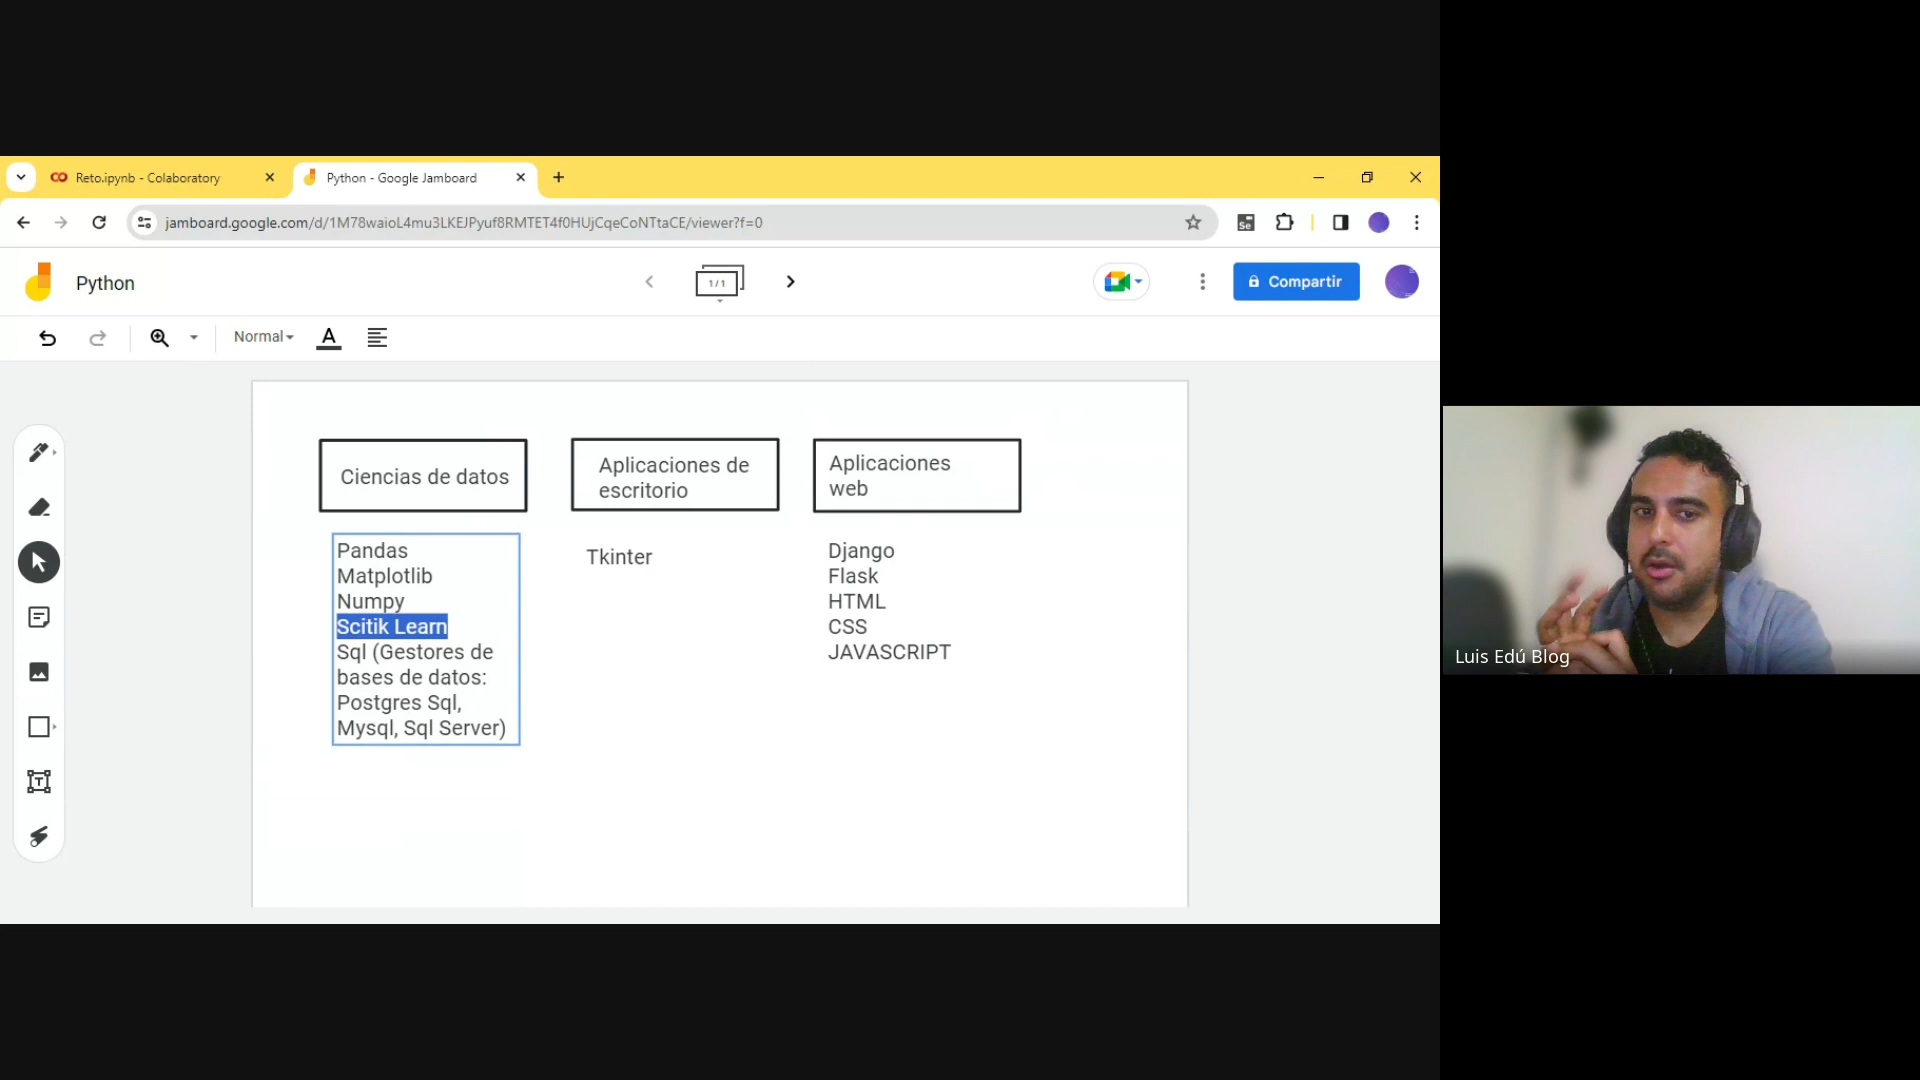 Reto.ipynb - Colaboratory
Python - Google Jamboard
jamboard.google.com/d/1M78waioL4mu3LKEJPyuf8RMTET4f0HUjCqeCoNTtaCE/viewer?f=0
Se
Python
1 / 1
Compartir
Normal
A
Ciencias de datos
Aplicaciones de
escritorio
Aplicaciones
web
Pandas
Matplotlib
Numpy
Scitik Learn
Sql (Gestores de
bases de datos:
Postgres Sql,
Mysql, Sql Server)
Tkinter
Django
Flask
HTML
CSS
JAVASCRIPT
Luis Edú Blog